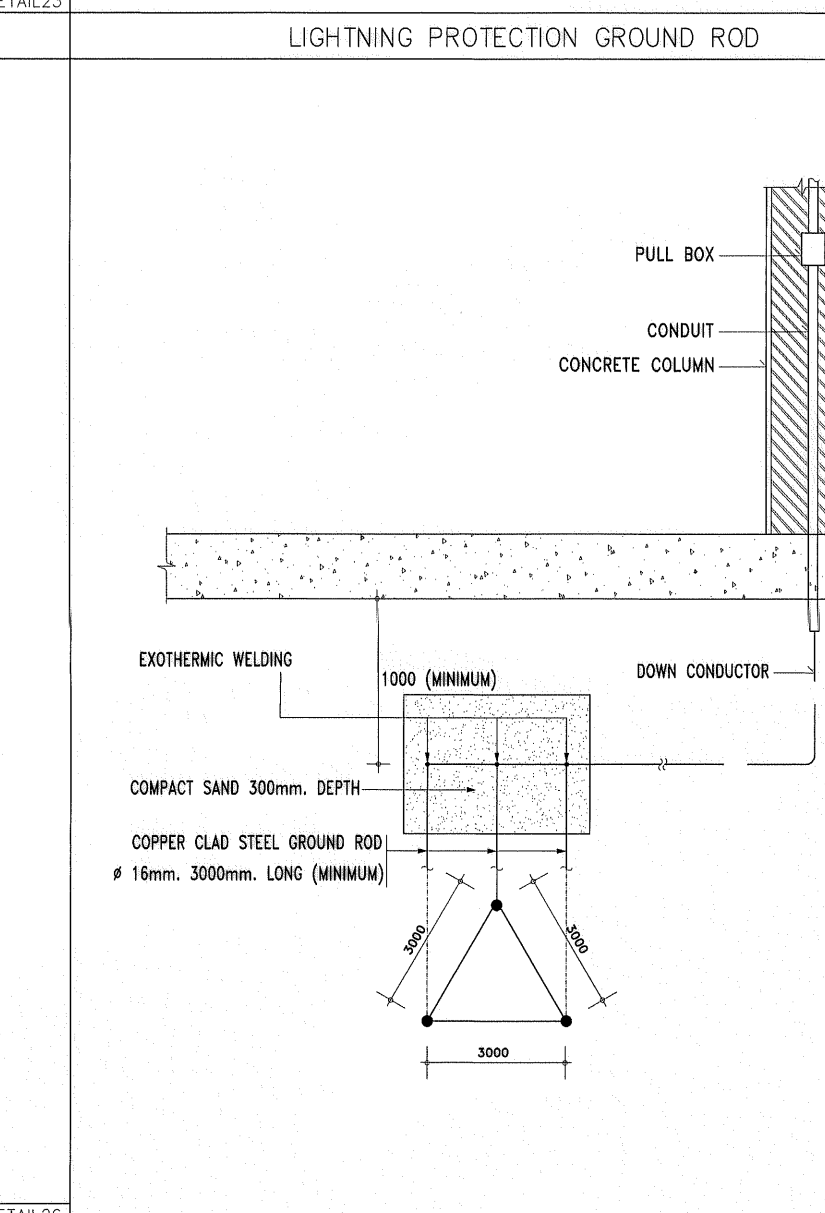 ETAIL25
LIGHTNING PROTECTION GROUND ROD
PULL BOX
CONDUIT
CONCRETE COLUMN
EXOTHERMIC WELDING
1000 (MINIMUM)
DOWN CONDUCTOR
COMPACT SAND 300mm. DEPTH
COPPER CLAD STEEL GROUND ROD
ø 16mm. 3000mm. LONG (MINIMUM)
3000
3000
3000